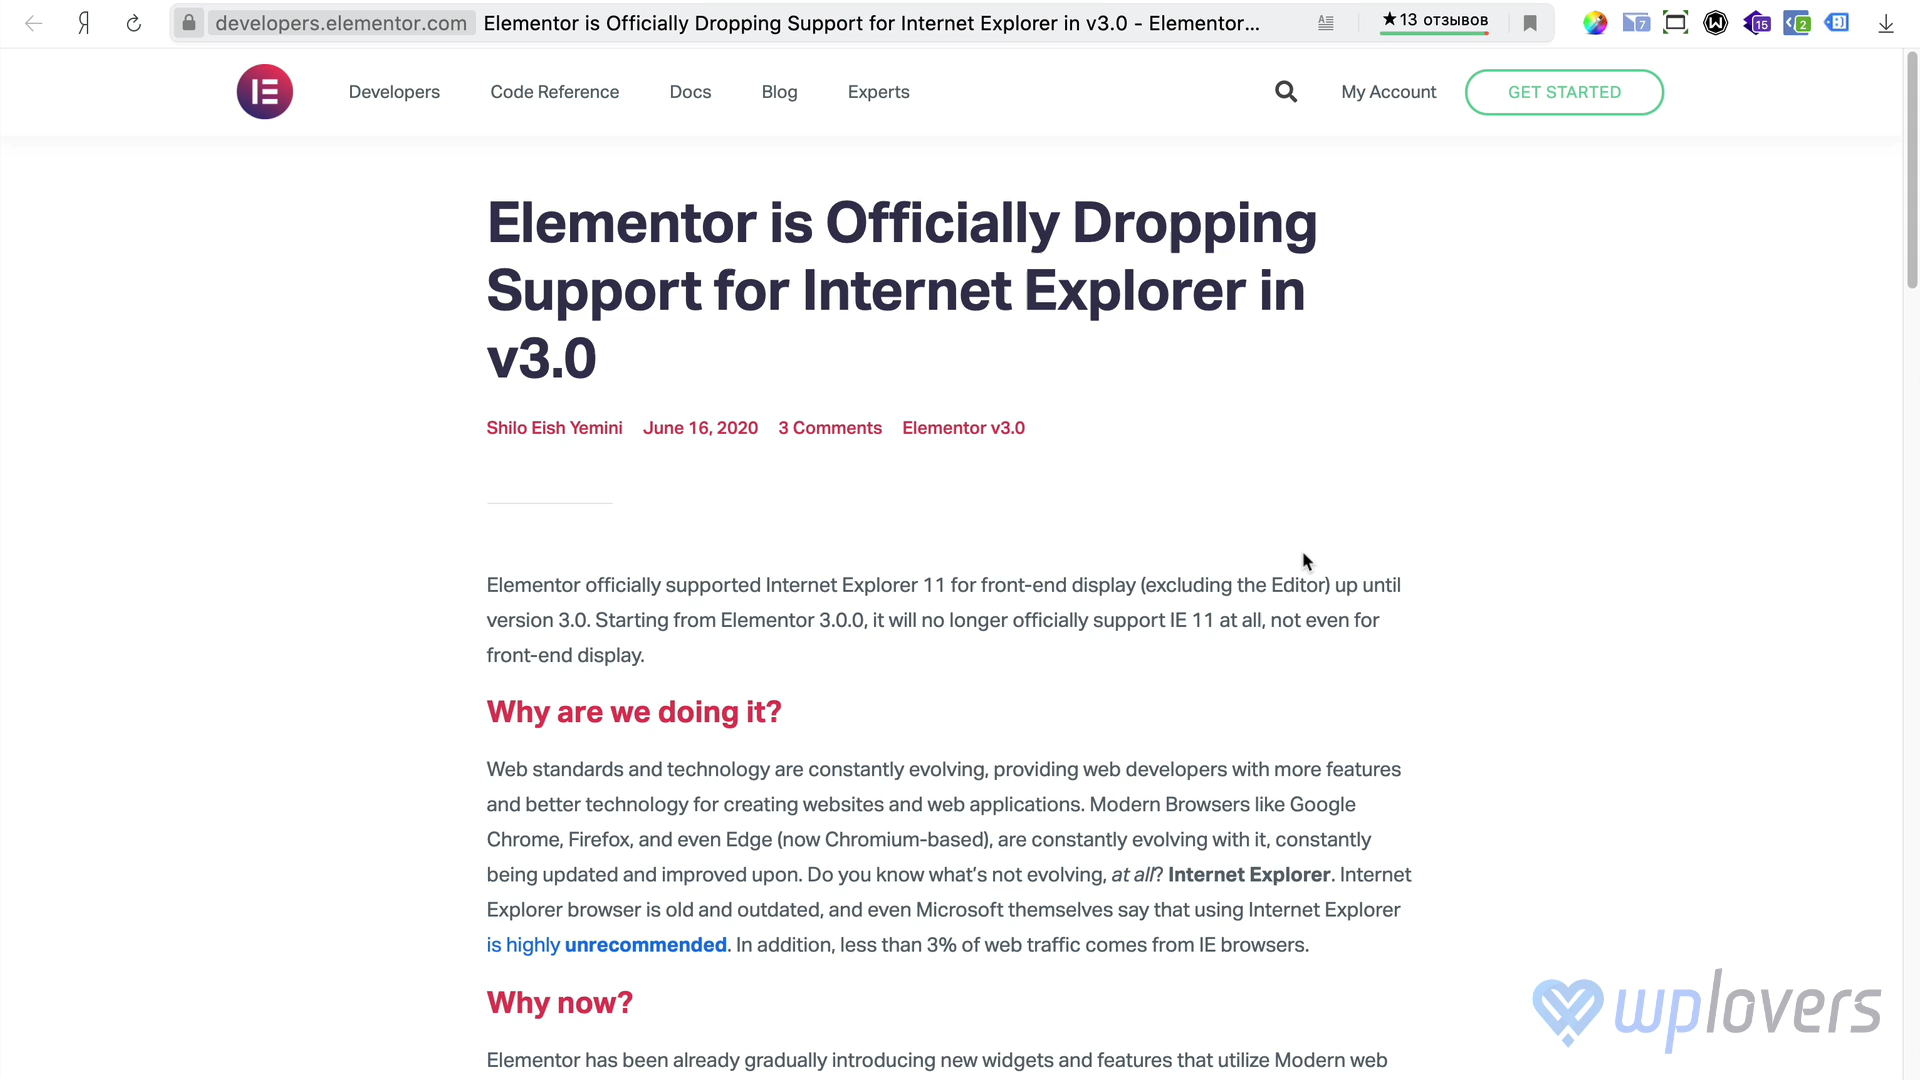 developers.elementor.com Elementor is Officially Dropping Support for Internet Explorer in v3.0 - Elementor... ★13 отзывов 7 15 2
Developers Code Reference Docs Blog Experts My Account GET STARTED
Elementor is Officially Dropping
Support for Internet Explorer in
v3.0
Shilo Eish Yemini June 16, 2020 3 Comments Elementor v3.0
Elementor officially supported Internet Explorer 11 for front-end display (excluding the Editor) up until
version 3.0. Starting from Elementor 3.0.0, it will no longer officially support IE 11 at all, not even for
front-end display.
Why are we doing it?
Web standards and technology are constantly evolving, providing web developers with more features
and better technology for creating websites and web applications. Modern Browsers like Google
Chrome, Firefox, and even Edge (now Chromium-based), are constantly evolving with it, constantly
being updated and improved upon. Do you know what's not evolving, at all? Internet Explorer. Internet
Explorer browser is old and outdated, and even Microsoft themselves say that using Internet Explorer
is highly unrecommended. In addition, less than 3% of web traffic comes from IE browsers.
Why now?
Elementor has been already gradually introducing new widgets and features that utilize Modern web
wplovers